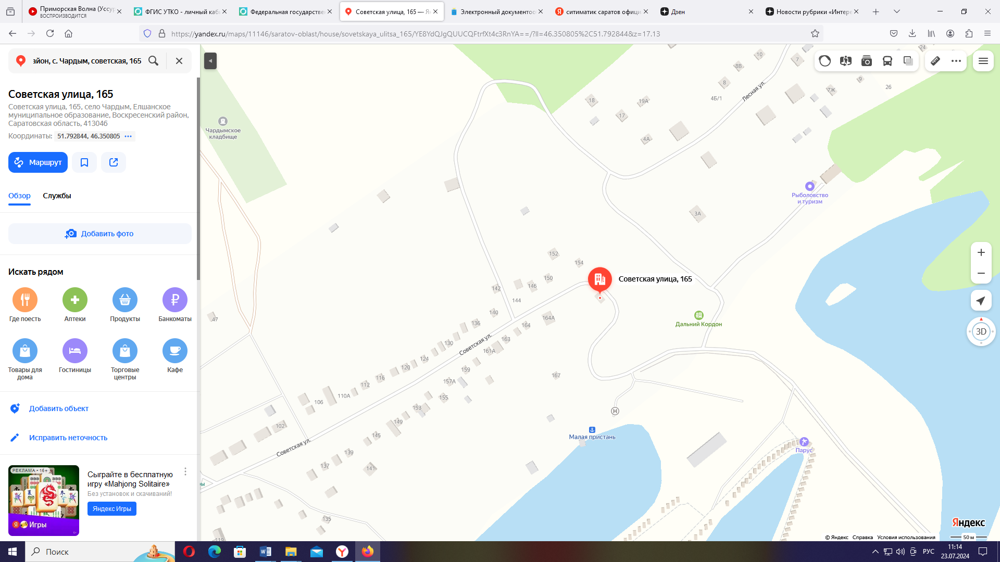 Приморская Волна (Уссур
ВОСПРОИЗВОДИТСЯ
ФГИС УТКО - личный каб
Федеральная государстве
Советская улица, 165 — Ян
Электронный документоо
ситиматик саратов офиц
Дзен
Новости рубрики «Интере
https://yandex.ru/maps/11146/saratov-oblast/house/sovetskaya_ulitsa_165/YE8YdQJgQUUCQFtrfXt4c3RnYA==/?ll=46.350805%2C51.792844&z=17.13
айон, с. Чардым, советская, 165
Советская улица, 165
Советская улица, 165, село Чардым, Елшанское
муниципальное образование, Воскресенский район,
Саратовская область, 413046
Координаты: 51.792844, 46.350805
Маршрут
Обзор
Службы
Добавить фото
Искать рядом
Где поесть
Аптеки
Продукты
Банкоматы
Товары для
дома
Гостиницы
Торговые
центры
Кафе
Добавить объект
Исправить неточность
РЕКЛАМА • 16+
Сыграйте в бесплатную
игру «Mahjong Solitaire»
Без установок и скачиваний!
Яндекс Игры
Я Игры
24
10
7
8В
8
9
7Ж
26
4Б/1
Лесная ул.
18
19А
17
4А
Чардымское
кладбище
Рыболовство
и туризм
3А
152
154
150
146
142
144
Советская улица, 165
140
136
164А
164
47
Дальний Кордон
130
163
Советская ул.
161А
124
120
159
116
167
157А
112
110А
155
106
153
149
102
145
Малая пристань
Советская ул.
139
137
141
Парус
ры
135
119
3D
Яндекс
© Яндекс Справка Условия использования
50 м
Поиск
РУС
11:14
23.07.2024